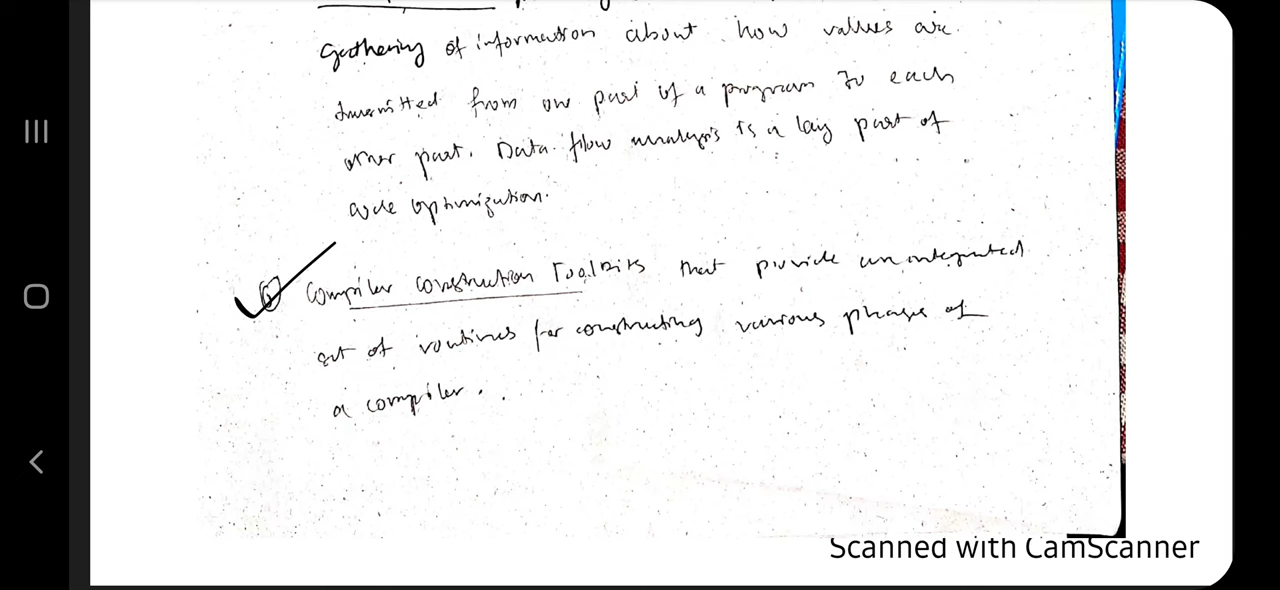 Gathering of information about how values are
transmitted from one part of a program to each
other part. Data-flow analysis is a key part of
code optimization.
6 Compiler construction Toolkits that provide an integrated
set of routines for constructing various phases of
a compiler.
Scanned with CamScanner